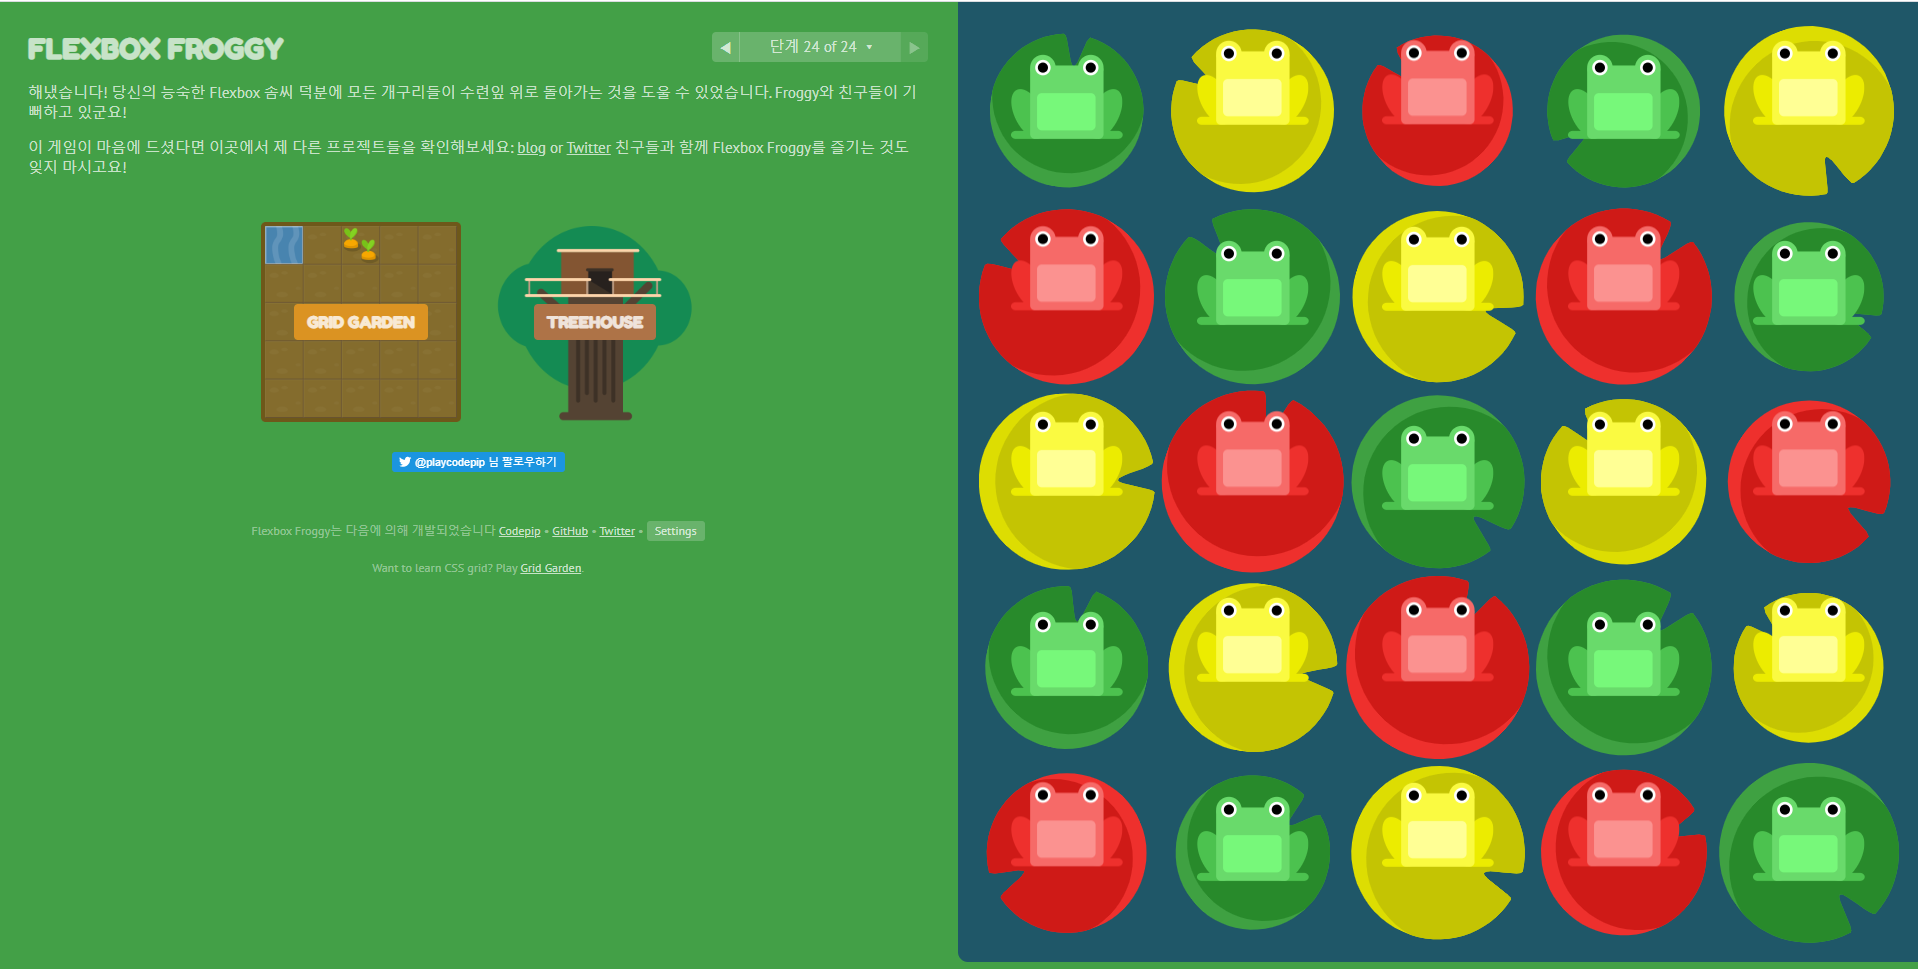 FLEXBOX FROGGY
◀ 단계 24 of 24 ▾ ▶
해냈습니다! 당신의 능숙한 Flexbox 솜씨 덕분에 모든 개구리들이 수련잎 위로 돌아가는 것을 도울 수 있었습니다. Froggy와 친구들이 기
뻐하고 있군요!
이 게임이 마음에 드셨다면 이곳에서 제 다른 프로젝트들을 확인해보세요: blog or Twitter 친구들과 함께 Flexbox Froggy를 즐기는 것도
잊지 마시고요!
GRID GARDEN
TREEHOUSE
@playcodepip 님 팔로우하기
Flexbox Froggy는 다음에 의해 개발되었습니다 Codepip • GitHub • Twitter • Settings
Want to learn CSS grid? Play Grid Garden.